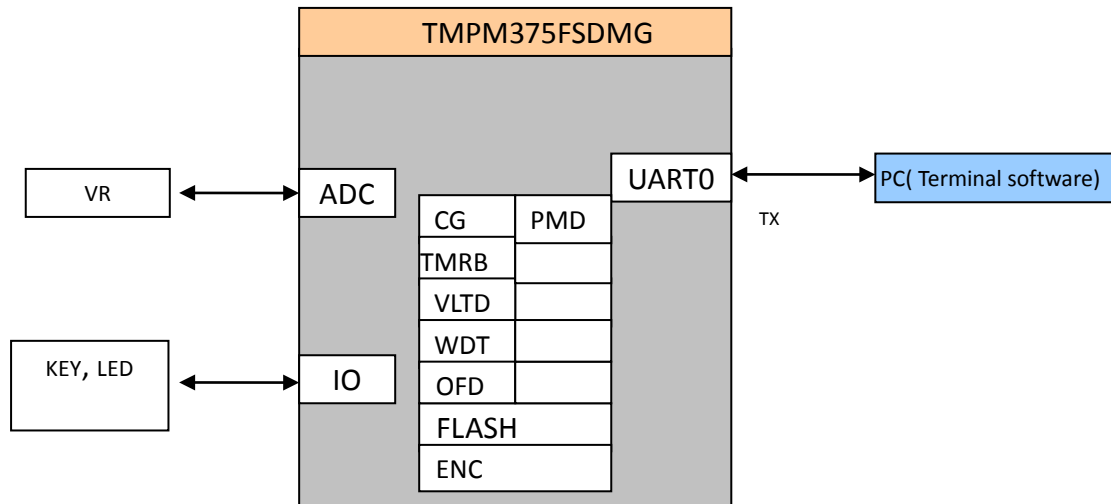 TMPM375FSDMG
VR
ADC
UART0
PC( Terminal software)
TX
CG
PMD
TMRB
VLTD
WDT
OFD
FLASH
ENC
KEY, LED
IO